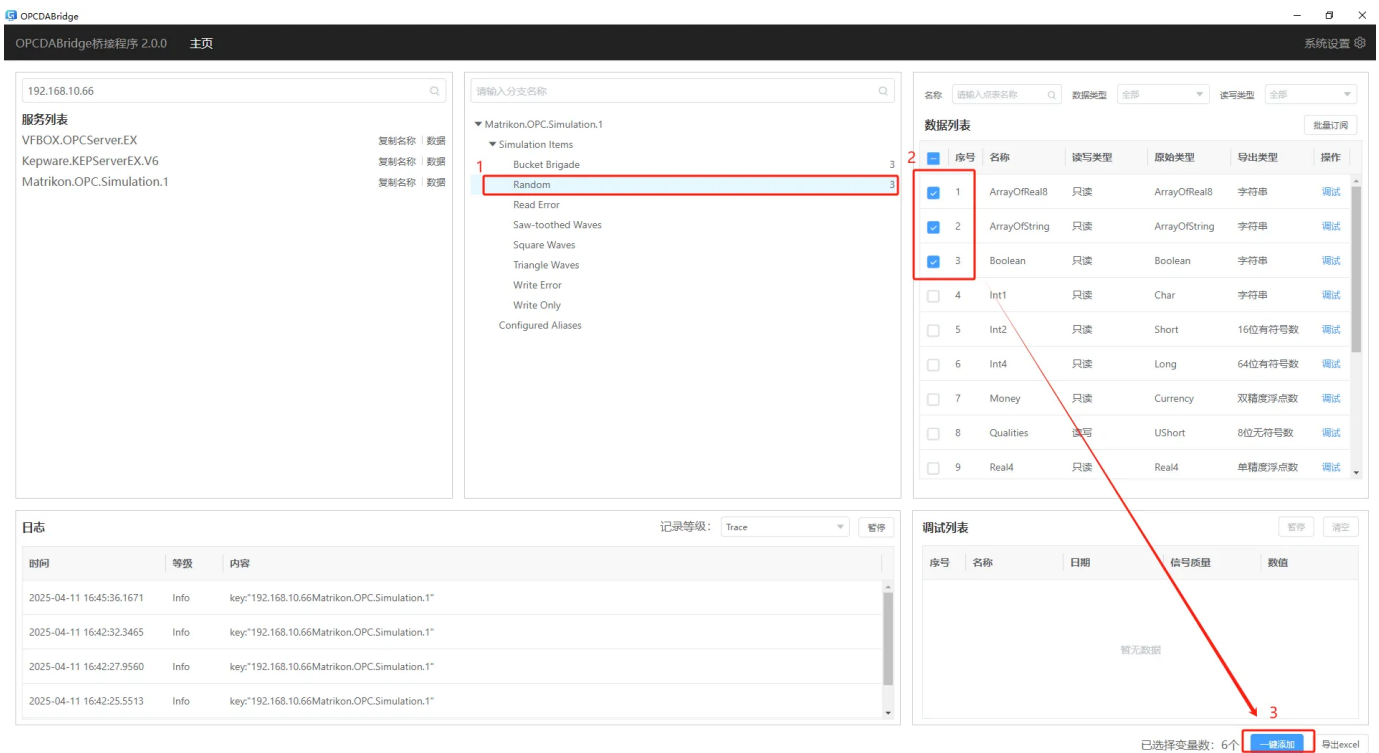 OPCDABridge
OPCDABridge桥接程序 2.0.0 主页 系统设置
192.168.10.66
服务列表
VFBOX.OPCServer.EX 复制名称 数据
Kepware.KEPServerEX.V6 复制名称 数据
Matrikon.OPC.Simulation.1 复制名称 数据
请输入分支名称
Matrikon.OPC.Simulation.1
Simulation Items
Bucket Brigade 3
1
Random 3
Read Error
Saw-toothed Waves
Square Waves
Triangle Waves
Write Error
Write Only
Configured Aliases
名称 请输入点表名称 数据类型 全部 读写类型 全部
数据列表 批量订阅
2 序号 名称 读写类型 原始类型 导出类型 操作
1 ArrayOfReal8 只读 ArrayOfReal8 字符串 调试
2 ArrayOfString 只读 ArrayOfString 字符串 调试
3 Boolean 只读 Boolean 字符串 调试
4 Int1 只读 Char 字符串 调试
5 Int2 只读 Short 16位有符号数 调试
6 Int4 只读 Long 64位有符号数 调试
7 Money 只读 Currency 双精度浮点数 调试
8 Qualities 读写 UShort 8位无符号数 调试
9 Real4 只读 Real4 单精度浮点数 调试
日志 记录等级: Trace 暂停
时间 等级 内容
2025-04-11 16:45:36.1671 Info key:"192.168.10.66Matrikon.OPC.Simulation.1"
2025-04-11 16:42:32.3465 Info key:"192.168.10.66Matrikon.OPC.Simulation.1"
2025-04-11 16:42:27.9560 Info key:"192.168.10.66Matrikon.OPC.Simulation.1"
2025-04-11 16:42:25.5513 Info key:"192.168.10.66Matrikon.OPC.Simulation.1"
调试列表 暂停 清空
序号 名称 日期 信号质量 数值
暂无数据
3
已选择变量数: 6个 一键添加 导出excel